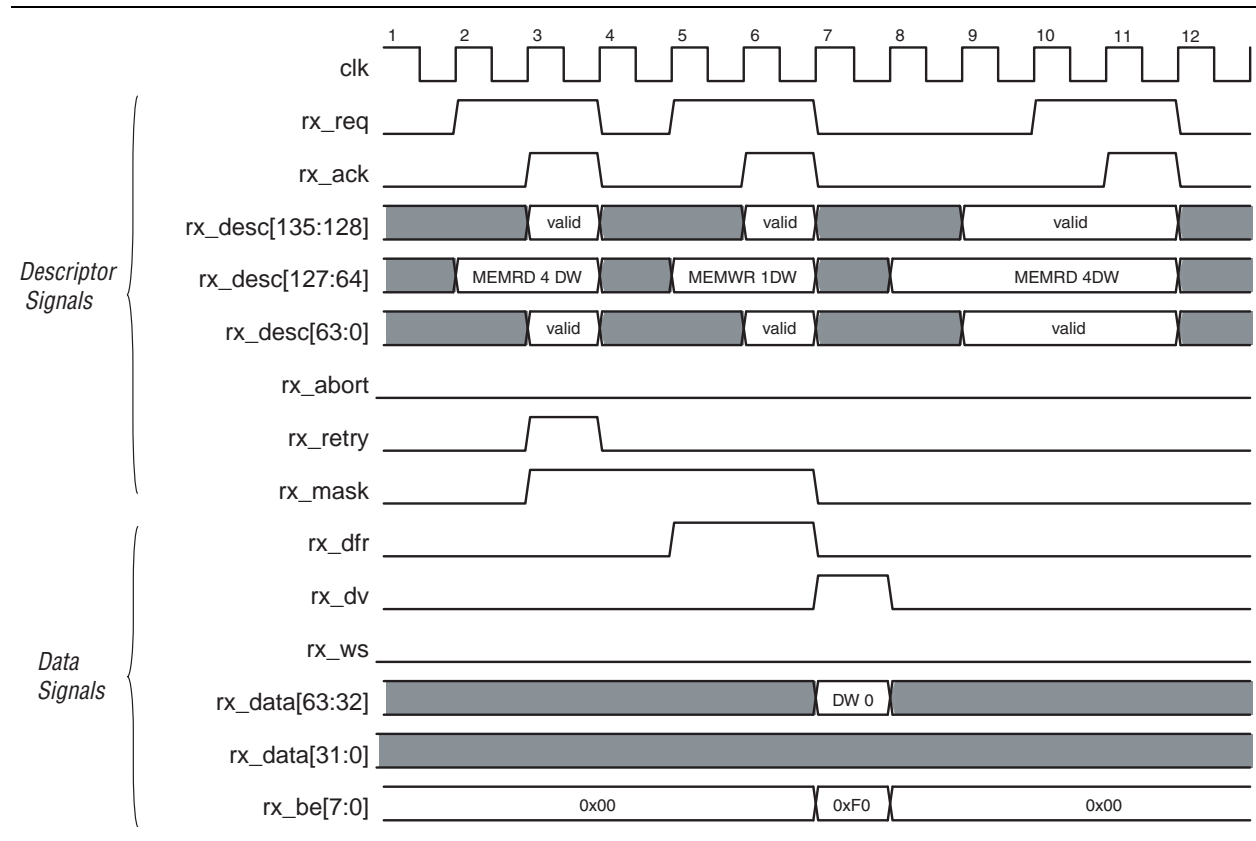 1 2 3 4 5 6 7 8 9 10 11 12
clk
rx_req
rx_ack
rx_desc[135:128] valid valid valid
Descriptor
Signals
rx_desc[127:64] MEMRD 4 DW MEMWR 1DW MEMRD 4DW
rx_desc[63:0] valid valid valid
rx_abort
rx_retry
rx_mask
rx_dfr
rx_dv
rx_ws
Data
Signals
rx_data[63:32] DW 0
rx_data[31:0]
rx_be[7:0] 0x00 0xF0 0x00